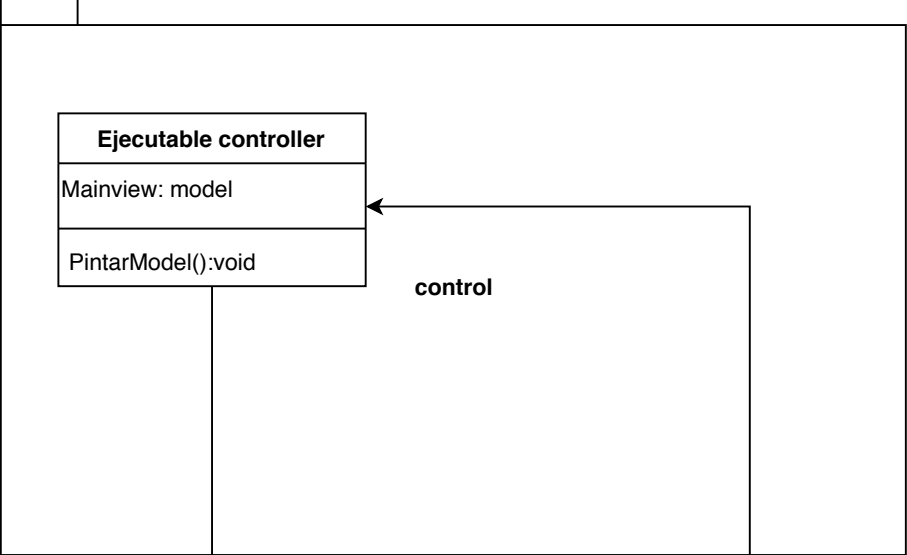 Ejecutable controller
Mainview: model
PintarModel():void
control